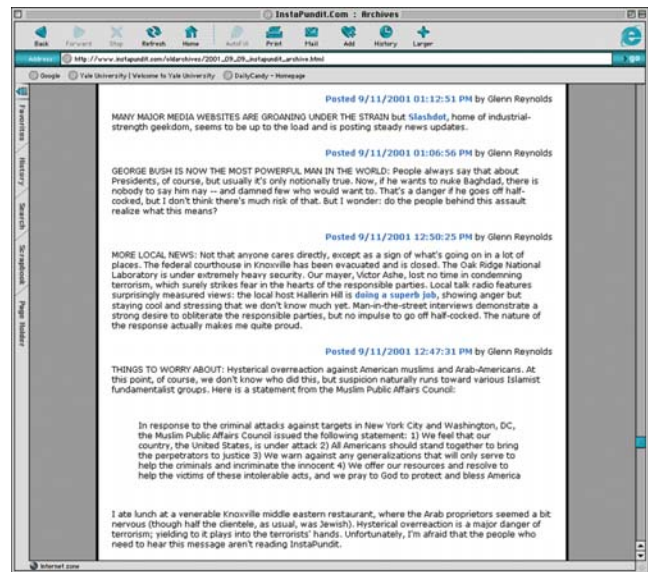 InstaPundit.Com : Archives
Back Forward Stop Refresh Home AutoFill Print Mail Add History Larger
Address: http://www.instapundit.com/oldarchives/2001_09_09_instapundit_archive.html go
Google Yale University | Welcome to Yale University DailyCandy - Homepage
Favorites
History
Search
Scrapbook
Page Holder
Posted 9/11/2001 01:12:51 PM by Glenn Reynolds
MANY MAJOR MEDIA WEBSITES ARE GROANING UNDER THE STRAIN but Slashdot, home of industrial-
strength geekdom, seems to be up to the load and is posting steady news updates.
Posted 9/11/2001 01:06:56 PM by Glenn Reynolds
GEORGE BUSH IS NOW THE MOST POWERFUL MAN IN THE WORLD: People always say that about
Presidents, of course, but usually it's only notionally true. Now, if he wants to nuke Baghdad, there is
nobody to say him nay -- and damned few who would want to. That's a danger if he goes off half-
cocked, but I don't think there's much risk of that. But I wonder: do the people behind this assault
realize what this means?
Posted 9/11/2001 12:50:25 PM by Glenn Reynolds
MORE LOCAL NEWS: Not that anyone cares directly, except as a sign of what's going on in a lot of
places. The federal courthouse in Knoxville has been evacuated and is closed. The Oak Ridge National
Laboratory is under extremely heavy security. Our mayor, Victor Ashe, lost no time in condemning
terrorism, which surely strikes fear in the hearts of the responsible parties. Local talk radio features
surprisingly measured views: the local host Hallerin Hill is doing a superb job, showing anger but
staying cool and stressing that we don't know much yet. Man-in-the-street interviews demonstrate a
strong desire to obliterate the responsible parties, but no impulse to go off half-cocked. The nature of
the response actually makes me quite proud.
Posted 9/11/2001 12:47:31 PM by Glenn Reynolds
THINGS TO WORRY ABOUT: Hysterical overreaction against American muslims and Arab-Americans. At
this point, of course, we don't know who did this, but suspicion naturally runs toward various Islamist
fundamentalist groups. Here is a statement from the Muslim Public Affairs Council:
In response to the criminal attacks against targets in New York City and Washington, DC,
the Muslim Public Affairs Council issued the following statement: 1) We feel that our
country, the United States, is under attack 2) All Americans should stand together to bring
the perpetrators to justice 3) We warn against any generalizations that will only serve to
help the criminals and incriminate the innocent 4) We offer our resources and resolve to
help the victims of these intolerable acts, and we pray to God to protect and bless America
I ate lunch at a venerable Knoxville middle eastern restaurant, where the Arab proprietors seemed a bit
nervous (though half the clientele, as usual, was Jewish). Hysterical overreaction is a major danger of
terrorism; yielding to it plays into the terrorists' hands. Unfortunately, I'm afraid that the people who
need to hear this message aren't reading InstaPundit.
Internet zone